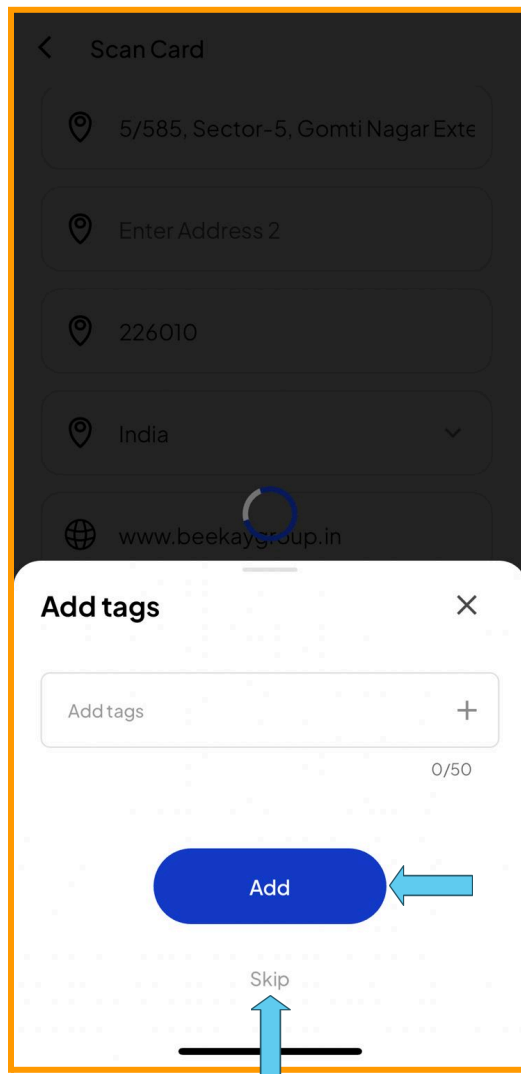 Scan Card
5/585, Sector-5, Gomti Nagar Exte
Enter Address 2
226010
India
www.beekaygroup.in
Add tags
Add tags
0/50
Add
Skip